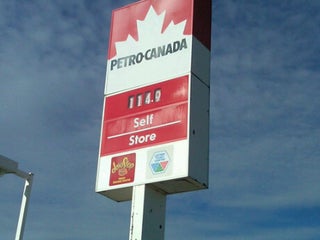 PETRO-CANADA
114.9
Self
Store